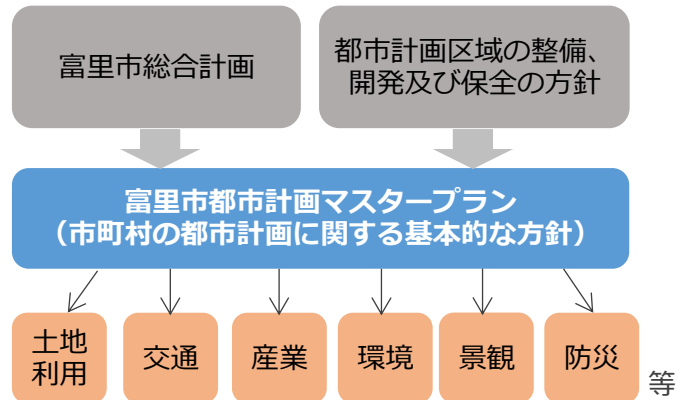 富里市総合計画
都市計画区域の整備、
開発及び保全の方針
富里市都市計画マスタープラン
（市町村の都市計画に関する基本的な方針）
土地
利用
交通
産業
環境
景観
防災
等